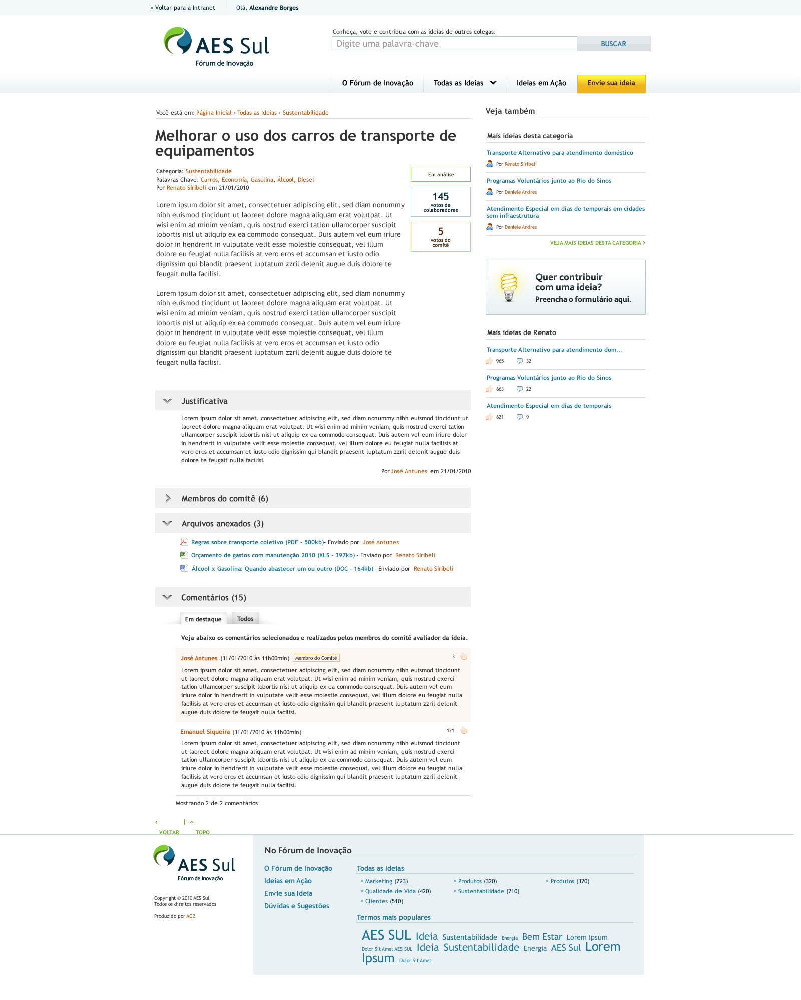 « Voltar para a Intranet
Olá, Alexandre Borges
AES Sul
Fórum de Inovação
Conheça, vote e contribua com as ideias de outros colegas:
Digite uma palavra-chave
BUSCAR
O Fórum de Inovação
Todas as Ideias
Ideias em Ação
Envie sua ideia
Você está em: Página Inicial › Todas as Ideias › Sustentabilidade
Melhorar o uso dos carros de transporte de
equipamentos
Categoria: Sustentabilidade
Palavras-Chave: Carros, Economia, Gasolina, Álcool, Diesel
Por Renato Siribeli em 21/01/2010
Em análise
145
votos de
colaboradores
5
votos do
comitê
Lorem ipsum dolor sit amet, consectetuer adipiscing elit, sed diam nonummy
nibh euismod tincidunt ut laoreet dolore magna aliquam erat volutpat. Ut
wisi enim ad minim veniam, quis nostrud exerci tation ullamcorper suscipit
lobortis nisl ut aliquip ex ea commodo consequat. Duis autem vel eum iriure
dolor in hendrerit in vulputate velit esse molestie consequat, vel illum
dolore eu feugiat nulla facilisis at vero eros et accumsan et iusto odio
dignissim qui blandit praesent luptatum zzril delenit augue duis dolore te
feugait nulla facilisi.
Lorem ipsum dolor sit amet, consectetuer adipiscing elit, sed diam nonummy
nibh euismod tincidunt ut laoreet dolore magna aliquam erat volutpat. Ut
wisi enim ad minim veniam, quis nostrud exerci tation ullamcorper suscipit
lobortis nisl ut aliquip ex ea commodo consequat. Duis autem vel eum iriure
dolor in hendrerit in vulputate velit esse molestie consequat, vel illum
dolore eu feugiat nulla facilisis at vero eros et accumsan et iusto odio
dignissim qui blandit praesent luptatum zzril delenit augue duis dolore te
feugait nulla facilisi.
Justificativa
Lorem ipsum dolor sit amet, consectetuer adipiscing elit, sed diam nonummy nibh euismod tincidunt ut
laoreet dolore magna aliquam erat volutpat. Ut wisi enim ad minim veniam, quis nostrud exerci tation
ullamcorper suscipit lobortis nisl ut aliquip ex ea commodo consequat. Duis autem vel eum iriure dolor
in hendrerit in vulputate velit esse molestie consequat, vel illum dolore eu feugiat nulla facilisis at
vero eros et accumsan et iusto odio dignissim qui blandit praesent luptatum zzril delenit augue duis
dolore te feugait nulla facilisi.
Por José Antunes em 21/01/2010
Membros do comitê (6)
Arquivos anexados (3)
Regras sobre transporte coletivo (PDF - 500kb)- Enviado por José Antunes
Orçamento de gastos com manutenção 2010 (XLS - 397kb) - Enviado por Renato Siribeli
Álcool x Gasolina: Quando abastecer um ou outro (DOC - 164kb) - Enviado por Renato Siribeli
Comentários (15)
Em destaque
Todos
Veja abaixo os comentários selecionados e realizados pelos membros do comitê avaliador da ideia.
José Antunes (31/01/2010 às 11h00min) Membro do Comitê
3
Lorem ipsum dolor sit amet, consectetuer adipiscing elit, sed diam nonummy nibh euismod tincidunt
ut laoreet dolore magna aliquam erat volutpat. Ut wisi enim ad minim veniam, quis nostrud exerci
tation ullamcorper suscipit lobortis nisl ut aliquip ex ea commodo consequat. Duis autem vel eum
iriure dolor in hendrerit in vulputate velit esse molestie consequat, vel illum dolore eu feugiat nulla
facilisis at vero eros et accumsan et iusto odio dignissim qui blandit praesent luptatum zzril delenit
augue duis dolore te feugait nulla facilisi.
Emanuel Siqueira (31/01/2010 às 11h00min)
121
Lorem ipsum dolor sit amet, consectetuer adipiscing elit, sed diam nonummy nibh euismod tincidunt
ut laoreet dolore magna aliquam erat volutpat. Ut wisi enim ad minim veniam, quis nostrud exerci
tation ullamcorper suscipit lobortis nisl ut aliquip ex ea commodo consequat. Duis autem vel eum
iriure dolor in hendrerit in vulputate velit esse molestie consequat, vel illum dolore eu feugiat nulla
facilisis at vero eros et accumsan et iusto odio dignissim qui blandit praesent luptatum zzril delenit
augue duis dolore te feugait nulla facilisi.
Mostrando 2 de 2 comentários
VOLTAR
TOPO
Veja também
Mais ideias desta categoria
Transporte Alternativo para atendimento doméstico
Por Renato Siribeli
Programas Voluntários junto ao Rio do Sinos
Por Daniele Andres
Atendimento Especial em dias de temporais em cidades
sem infraestrutura
Por Daniele Andres
VEJA MAIS IDEIAS DESTA CATEGORIA ›
Quer contribuir
com uma ideia?
Preencha o formulário aqui.
Mais ideias de Renato
Transporte Alternativo para atendimento dom...
965 32
Programas Voluntários junto ao Rio do Sinos
663 22
Atendimento Especial em dias de temporais
621 9
AES Sul
Fórum de Inovação
Copyright © 2010 AES Sul
Todos os direitos reservados
Produzido por AG2
No Fórum de Inovação
O Fórum de Inovação
Ideias em Ação
Envie sua Ideia
Dúvidas e Sugestões
Todas as Ideias
Marketing (223)
Qualidade de Vida (420)
Clientes (510)
Produtos (320)
Sustentabilidade (210)
Produtos (320)
Termos mais populares
AES SUL Ideia Sustentabilidade Energia Bem Estar Lorem Ipsum
Dolor Sit Amet AES SUL Ideia Sustentabilidade Energia AES Sul Lorem
Ipsum Dolor Sit Amet